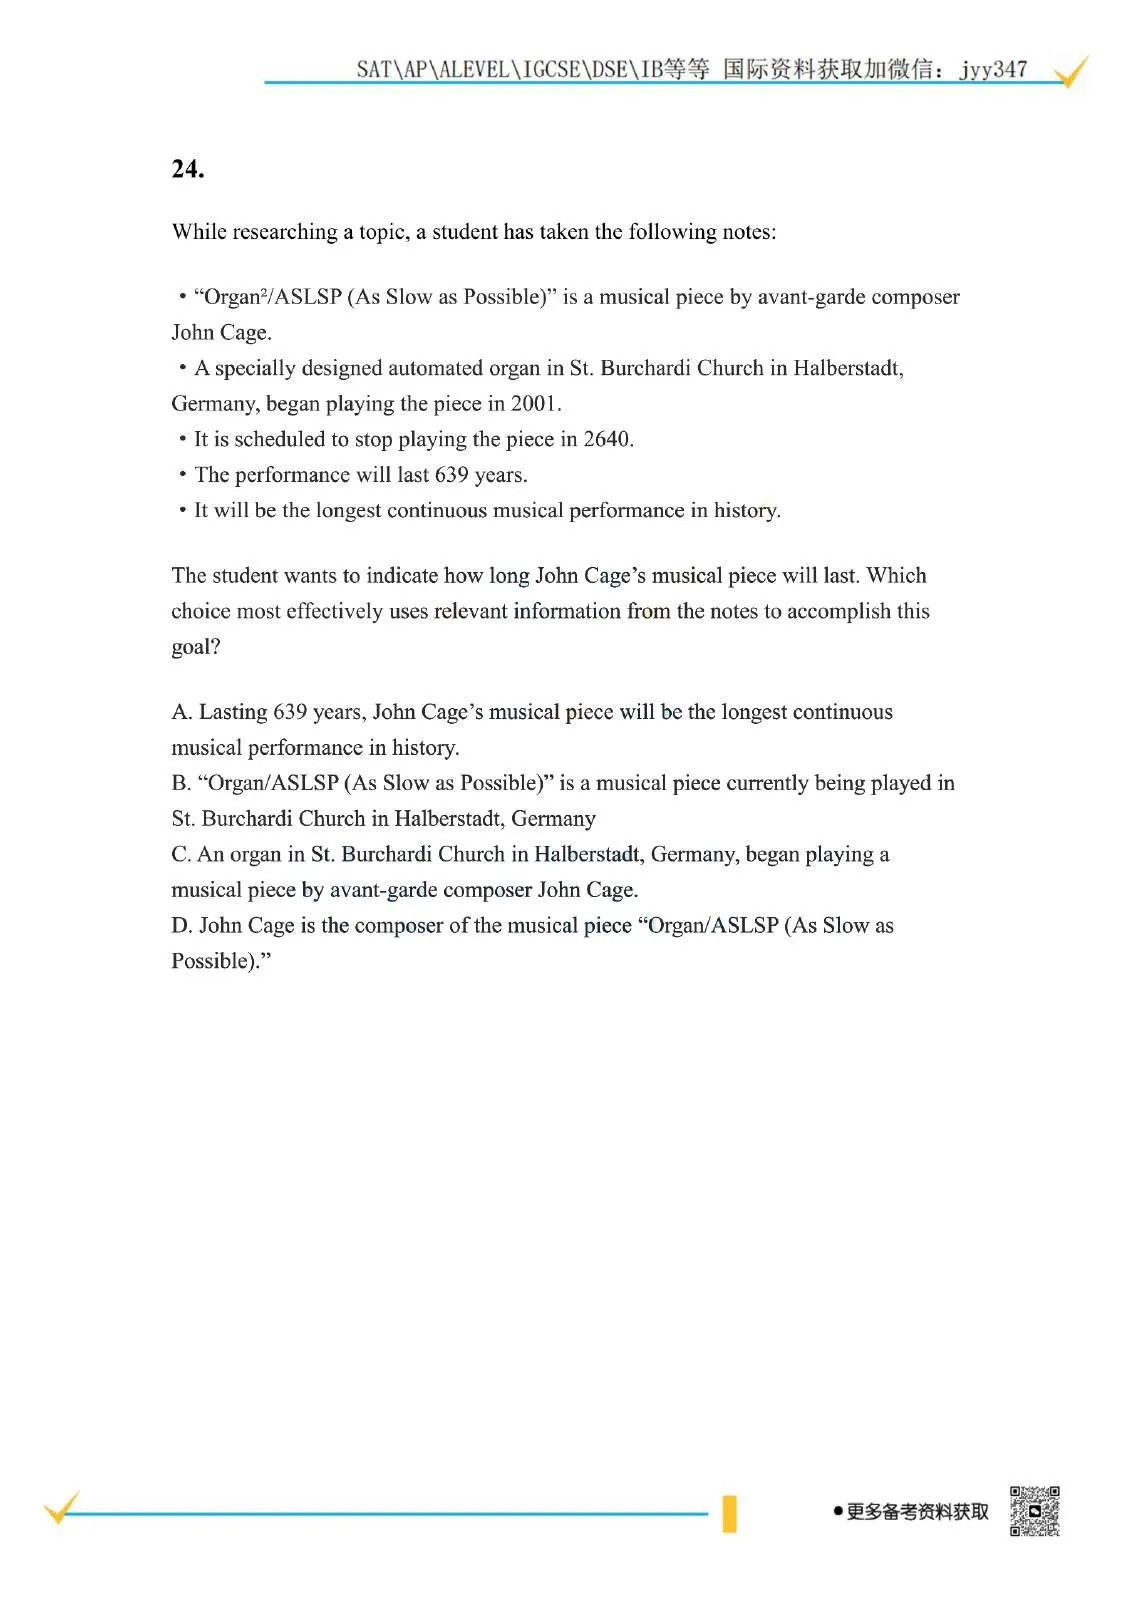 SAT\AP\ALEVEL\IGCSE\DSE\IB等等 国际资料获取加微信：jyy347
24.
While researching a topic, a student has taken the following notes:
• “Organ²/ASLSP (As Slow as Possible)” is a musical piece by avant-garde composer
John Cage.
• A specially designed automated organ in St. Burchardi Church in Halberstadt,
Germany, began playing the piece in 2001.
• It is scheduled to stop playing the piece in 2640.
• The performance will last 639 years.
• It will be the longest continuous musical performance in history.
The student wants to indicate how long John Cage’s musical piece will last. Which
choice most effectively uses relevant information from the notes to accomplish this
goal?
A. Lasting 639 years, John Cage’s musical piece will be the longest continuous
musical performance in history.
B. “Organ/ASLSP (As Slow as Possible)” is a musical piece currently being played in
St. Burchardi Church in Halberstadt, Germany
C. An organ in St. Burchardi Church in Halberstadt, Germany, began playing a
musical piece by avant-garde composer John Cage.
D. John Cage is the composer of the musical piece “Organ/ASLSP (As Slow as
Possible).”
•更多备考资料获取